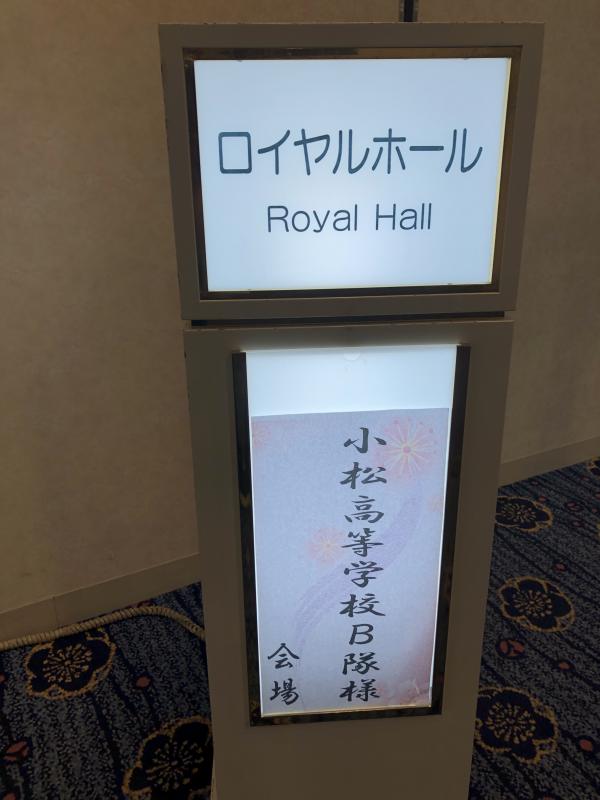 ロイヤルホール
Royal Hall
小松高等学校B隊様
会場